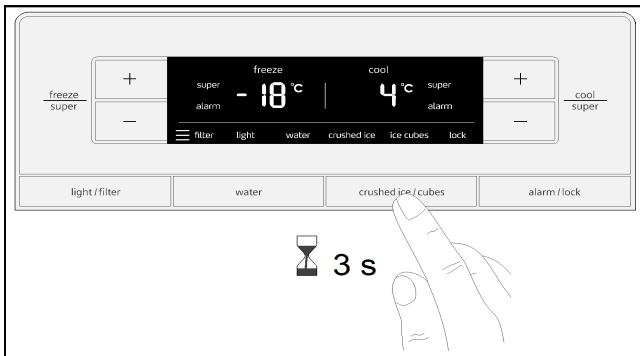 freeze cool
super super
freeze
super
- 18 °C 4 °C
cool
super
alarm alarm
filter light water crushed ice ice cubes lock
+ +
− −
light / filter water crushed ice / cubes alarm / lock
3 s